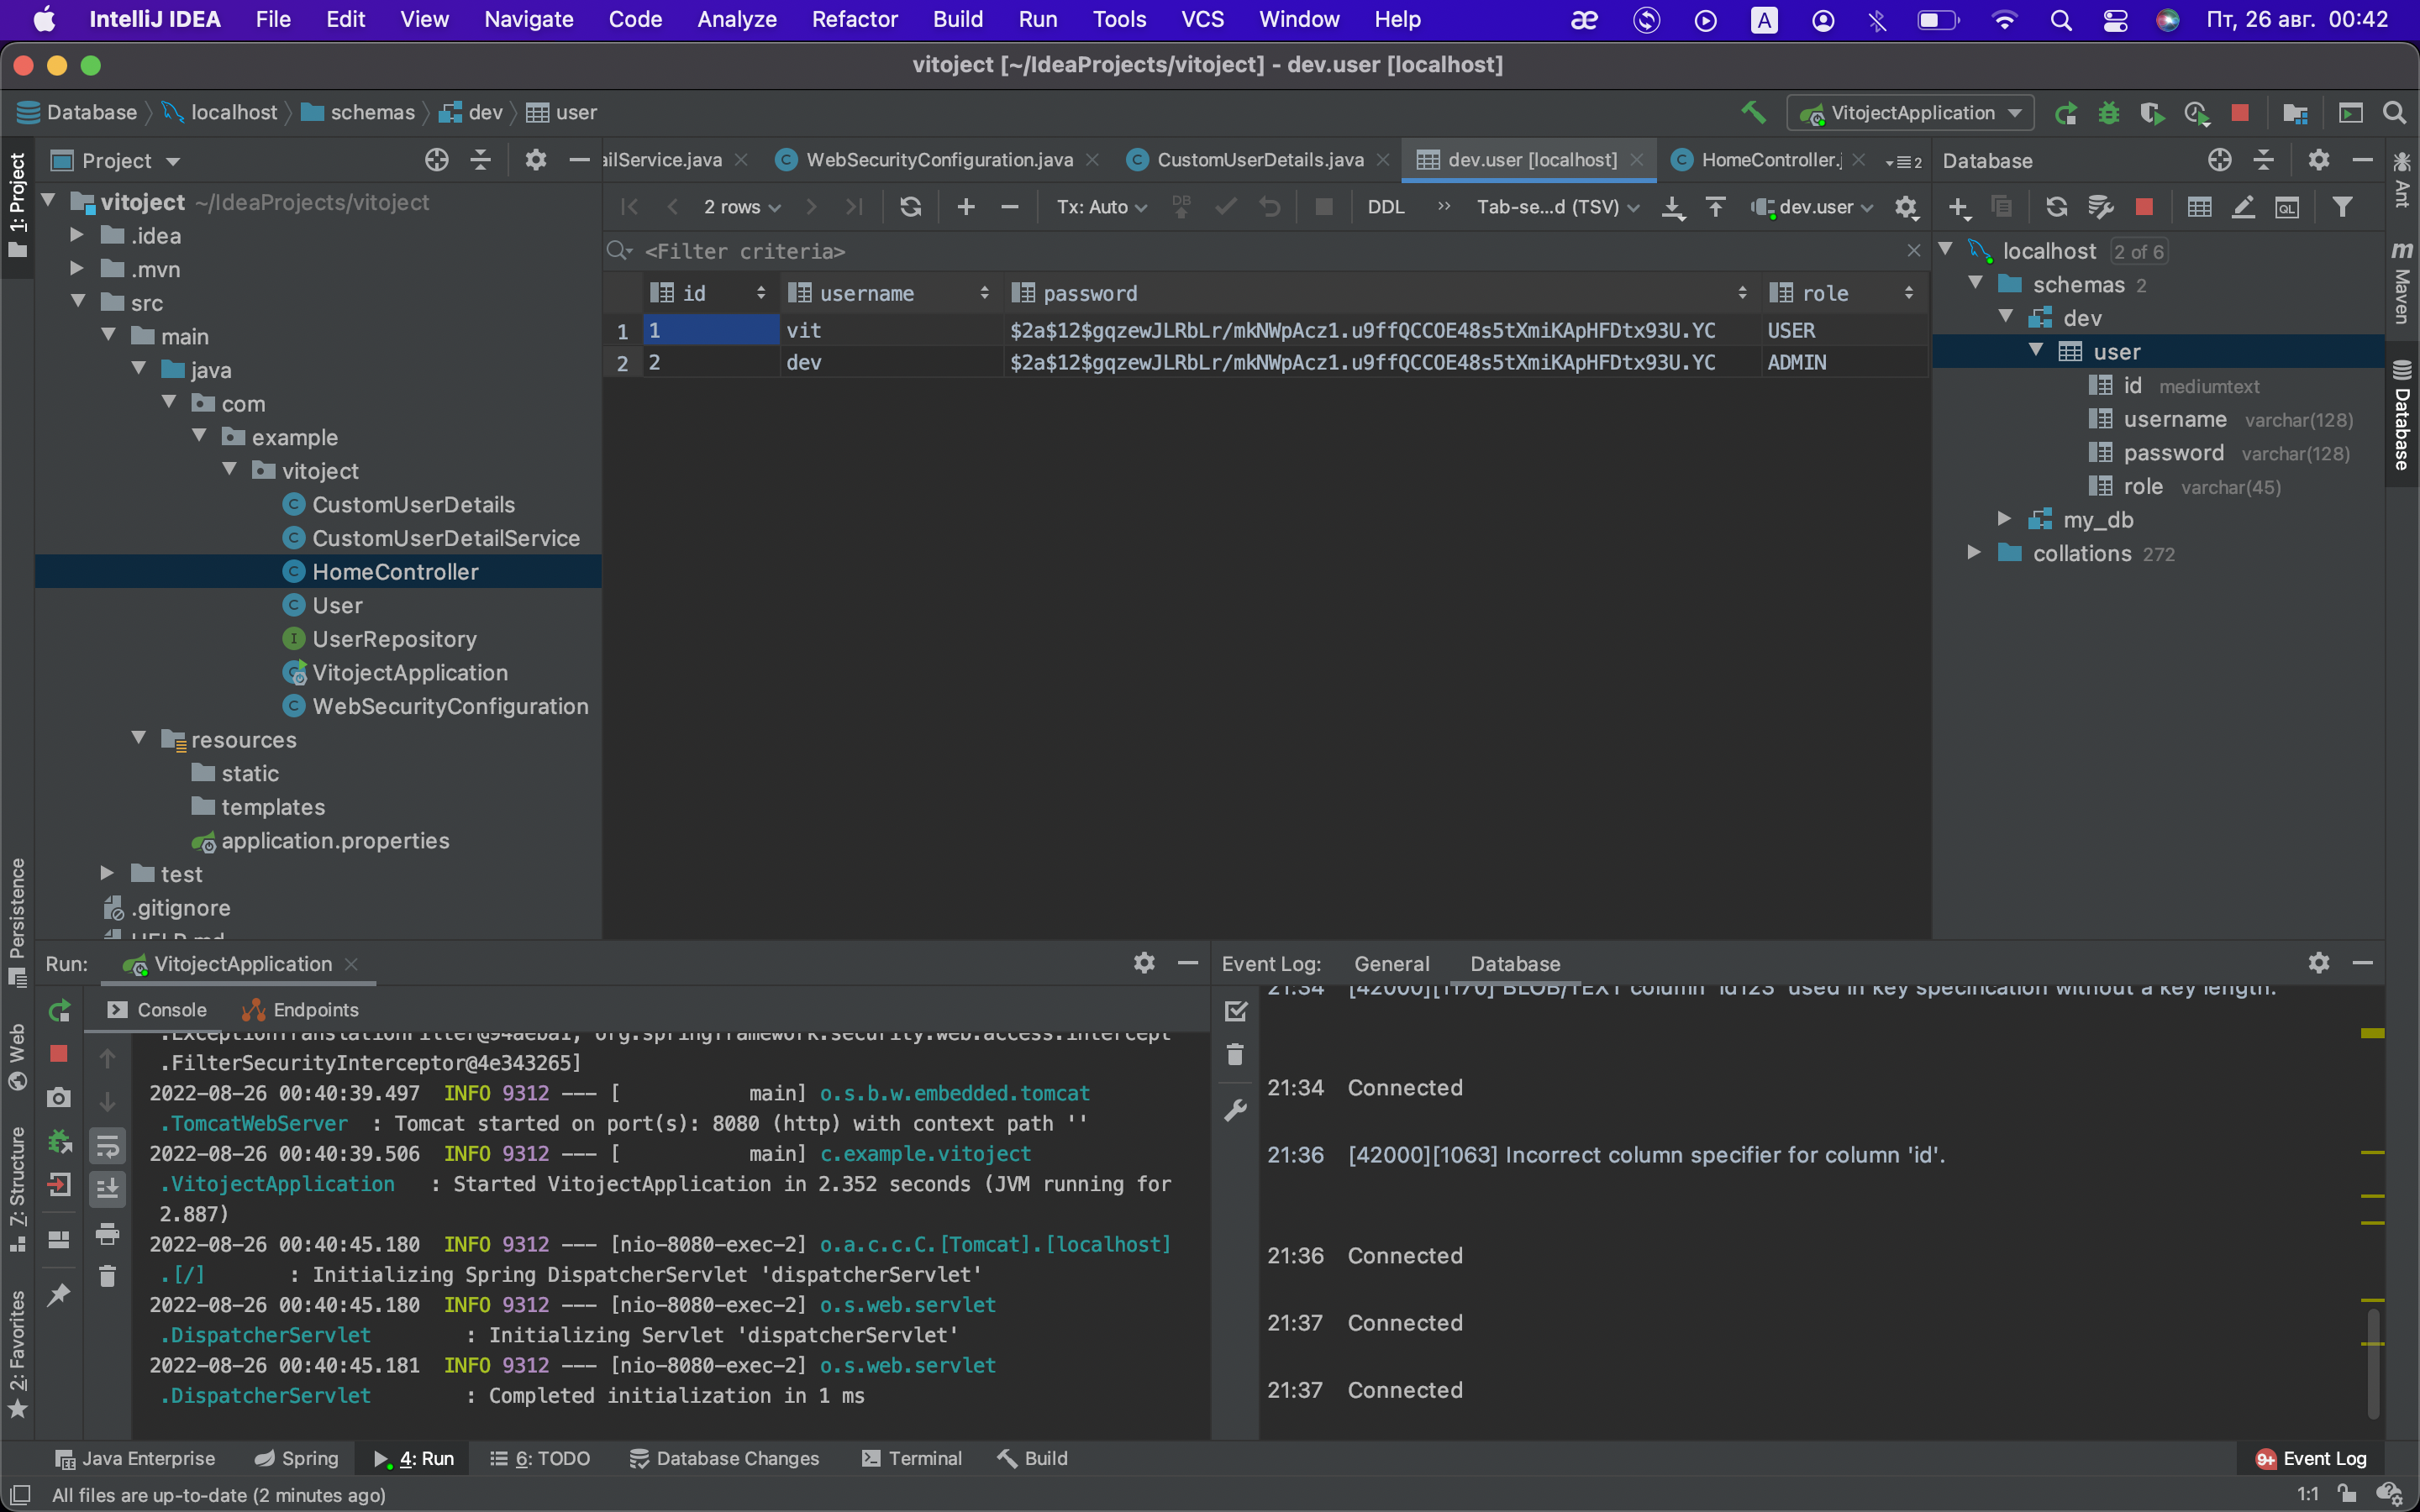 IntelliJ IDEA File Edit View Navigate Code Analyze Refactor Build Run Tools VCS Window Help æ A Пт, 26 авг. 00:42
vitoject [~/IdeaProjects/vitoject] - dev.user [localhost]
Database localhost schemas dev user VitojectApplication
1: Project
Project
ailService.java WebSecurityConfiguration.java CustomUserDetails.java dev.user [localhost] HomeController.j 2
Database
2 rows Tx: Auto DB DDL Tab-se...d (TSV) dev.user QL
<Filter criteria>
id username password role
1 1 vit $2a$12$gqzewJLRbLr/mkNWpAcz1.u9ffQCCOE48s5tXmiKApHFDtx93U.YC USER
2 2 dev $2a$12$gqzewJLRbLr/mkNWpAcz1.u9ffQCCOE48s5tXmiKApHFDtx93U.YC ADMIN
vitoject ~/IdeaProjects/vitoject
.idea
.mvn
src
main
java
com
example
vitoject
CustomUserDetails
CustomUserDetailService
HomeController
User
UserRepository
VitojectApplication
WebSecurityConfiguration
resources
static
templates
application.properties
test
.gitignore
HELP.md
localhost 2 of 6
schemas 2
dev
user
id mediumtext
username varchar(128)
password varchar(128)
role varchar(45)
my_db
collations 272
Ant
m Maven
Database
Persistence
Web
7: Structure
2: Favorites
Run: VitojectApplication
Console Endpoints
.ExceptionTranslationFilter@94aeba1, org.springframework.security.web.access.intercept
.FilterSecurityInterceptor@4e343265]
2022-08-26 00:40:39.497 INFO 9312 --- [ main] o.s.b.w.embedded.tomcat
.TomcatWebServer : Tomcat started on port(s): 8080 (http) with context path ''
2022-08-26 00:40:39.506 INFO 9312 --- [ main] c.example.vitoject
.VitojectApplication : Started VitojectApplication in 2.352 seconds (JVM running for
2.887)
2022-08-26 00:40:45.180 INFO 9312 --- [nio-8080-exec-2] o.a.c.c.C.[Tomcat].[localhost]
.[/] : Initializing Spring DispatcherServlet 'dispatcherServlet'
2022-08-26 00:40:45.180 INFO 9312 --- [nio-8080-exec-2] o.s.web.servlet
.DispatcherServlet : Initializing Servlet 'dispatcherServlet'
2022-08-26 00:40:45.181 INFO 9312 --- [nio-8080-exec-2] o.s.web.servlet
.DispatcherServlet : Completed initialization in 1 ms
Event Log: General Database
21:34 [42000][1170] BLOB/TEXT column 'id123' used in key specification without a key length.
21:34 Connected
21:36 [42000][1063] Incorrect column specifier for column 'id'.
21:36 Connected
21:37 Connected
21:37 Connected
Java Enterprise Spring 4: Run 6: TODO Database Changes Terminal Build 9+ Event Log
All files are up-to-date (2 minutes ago) 1:1